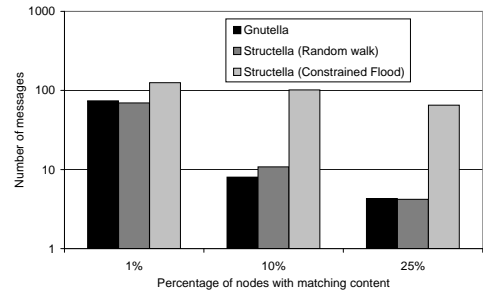 1000
100
10
1
Number of messages
Gnutella
Structella (Random walk)
Structella (Constrained Flood)
1% 10% 25%
Percentage of nodes with matching content